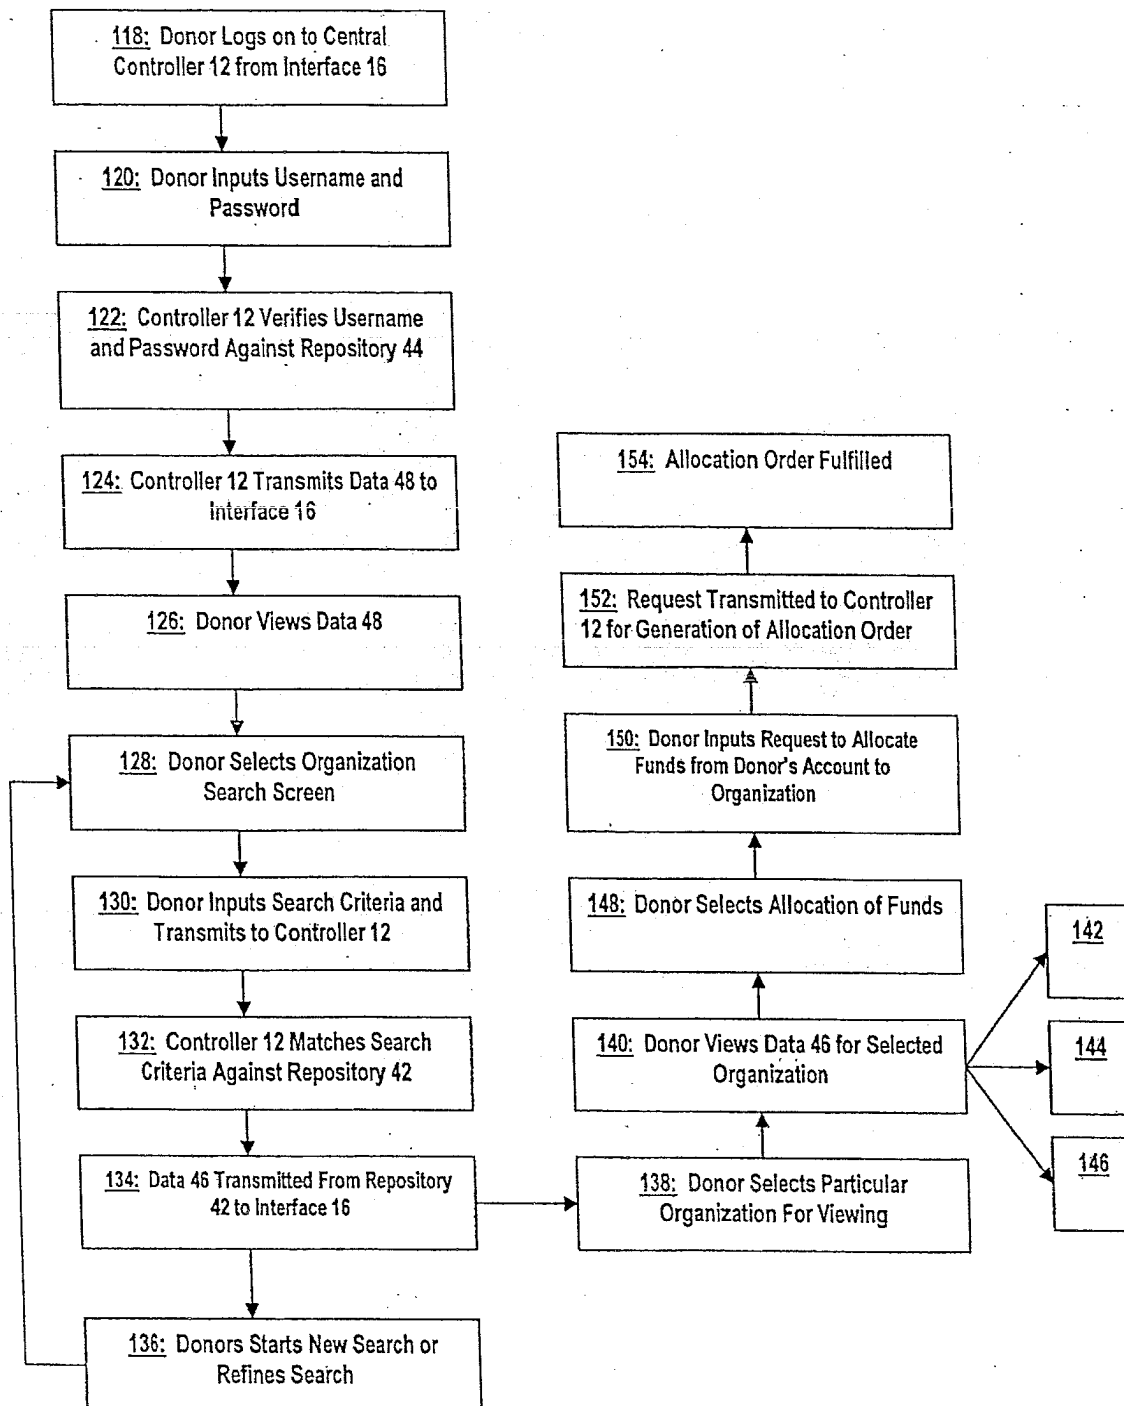 118: Donor Logs on to Central
Controller 12 from Interface 16
120: Donor Inputs Username and
Password
122: Controller 12 Verifies Username
and Password Against Repository 44
124: Controller 12 Transmits Data 48 to
Interface 16
126: Donor Views Data 48
128: Donor Selects Organization
Search Screen
130: Donor Inputs Search Criteria and
Transmits to Controller 12
132: Controller 12 Matches Search
Criteria Against Repository 42
134: Data 46 Transmitted From Repository
42 to Interface 16
136: Donors Starts New Search or
Refines Search
154: Allocation Order Fulfilled
152: Request Transmitted to Controller
12 for Generation of Allocation Order
150: Donor Inputs Request to Allocate
Funds from Donor's Account to
Organization
148: Donor Selects Allocation of Funds
140: Donor Views Data 46 for Selected
Organization
138: Donor Selects Particular
Organization For Viewing
142
144
146